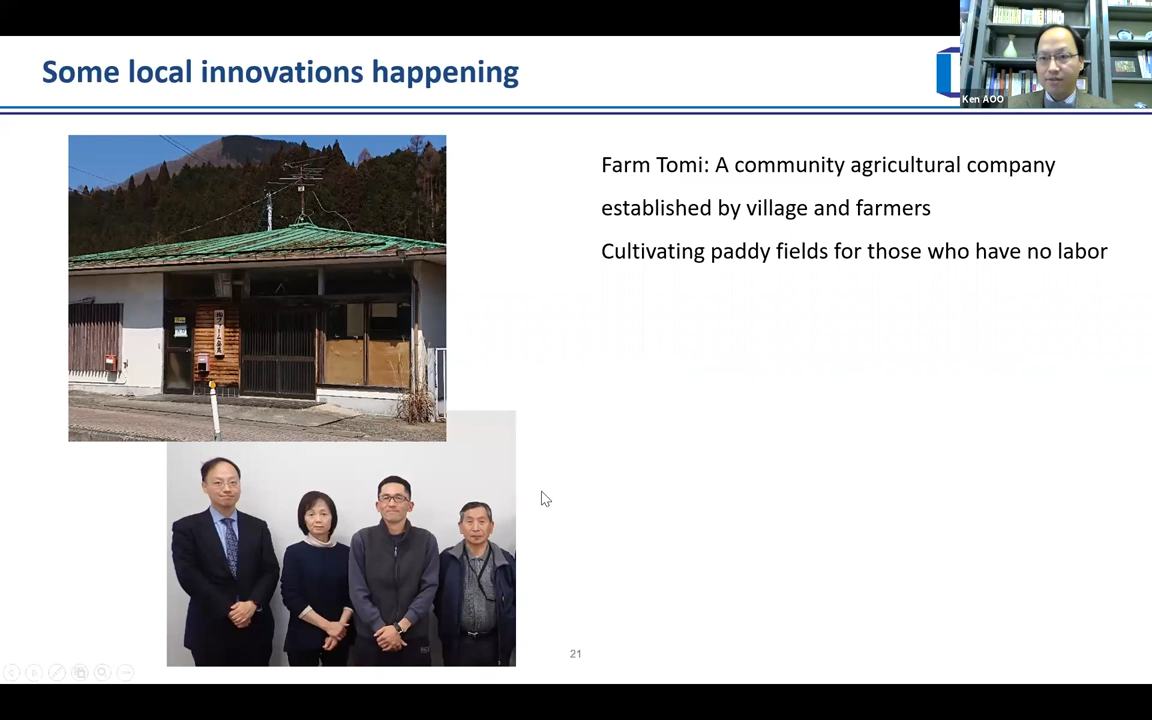 Some local innovations happening
Ken AOO
Farm Tomi: A community agricultural company
established by village and farmers
Cultivating paddy fields for those who have no labor
21